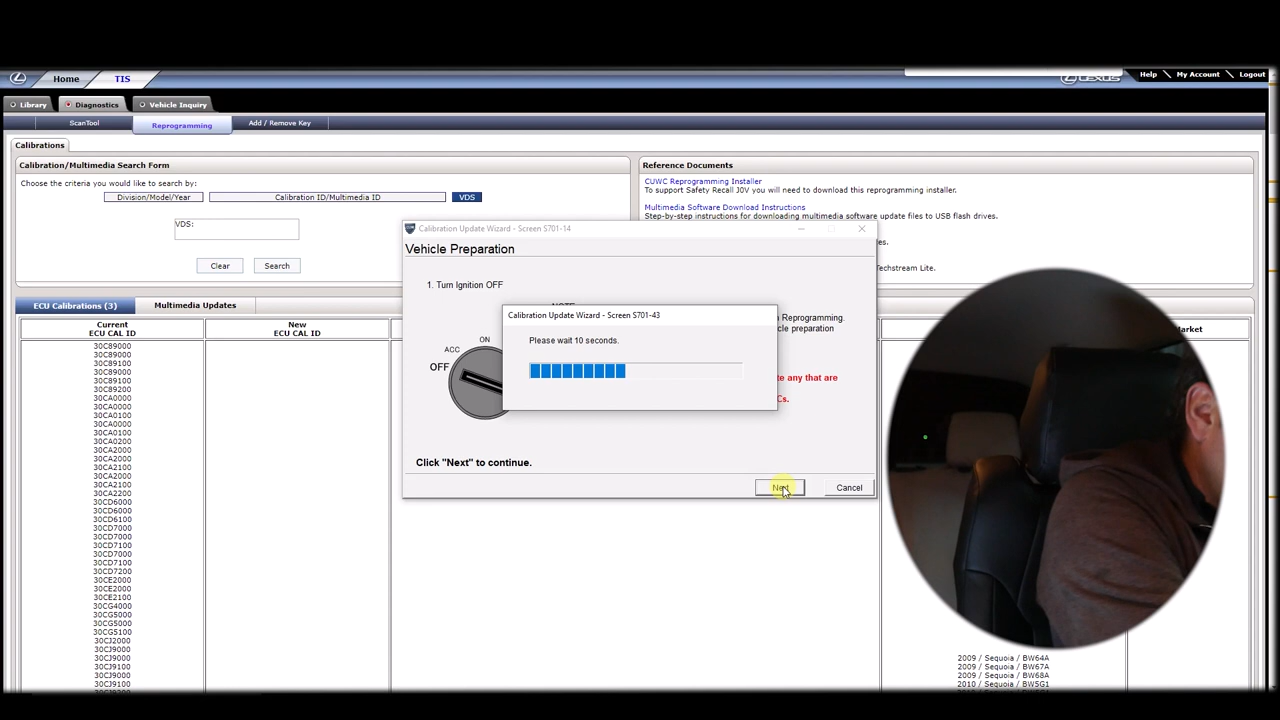 Home
TIS
LEXUS
Help
My Account
Logout
Library
Diagnostics
Vehicle Inquiry
ScanTool
Reprogramming
Add / Remove Key
Calibrations
Calibration/Multimedia Search Form
Choose the criteria you would like to search by:
Division/Model/Year
Calibration ID/Multimedia ID
VDS
VDS:
Clear
Search
Reference Documents
CUWC Reprogramming Installer
To support Safety Recall J0V you will need to download this reprogramming installer.
Multimedia Software Download Instructions
Step-by-step instructions for downloading multimedia software update files to USB flash drives.
Techstream Lite.
Calibration Update Wizard - Screen S701-14
Vehicle Preparation
1. Turn Ignition OFF
NOTE
Reprogramming.
preparation
any that are
ACC
ON
OFF
Calibration Update Wizard - Screen S701-43
Please wait 10 seconds.
Click "Next" to continue.
Next
Cancel
ECU Calibrations (3)
Multimedia Updates
Current
ECU CAL ID
New
ECU CAL ID
30C89000
30C89000
30C89100
30C89000
30C89100
30C89200
30CA0000
30CA0000
30CA0100
30CA0000
30CA0100
30CA0200
30CA2000
30CA2000
30CA2100
30CA2000
30CA2100
30CA2200
30CD6000
30CD6000
30CD6100
30CD7000
30CD7000
30CD7100
30CD7000
30CD7100
30CD7200
30CE2000
30CE2000
30CE2100
30CG4000
30CG5000
30CG5000
30CG5100
30CJ2000
30CJ9000
30CJ9000
30CJ9100
30CJ9000
30CJ9100
2009 / Sequoia / BW64A
2009 / Sequoia / BW67A
2009 / Sequoia / BW68A
2010 / Sequoia / BW5G1